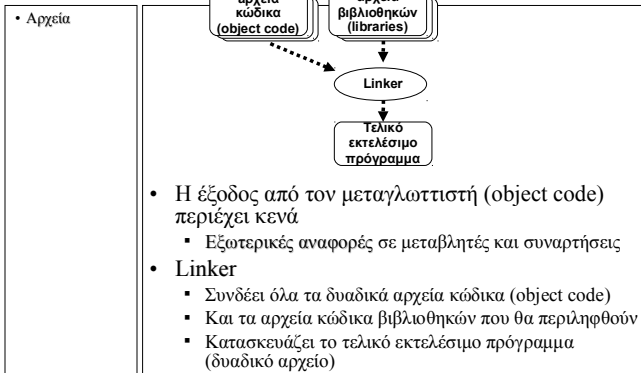 • Αρχεία
αρχεία
κώδικα
(object code)
αρχεία
βιβλιοθηκών
(libraries)
Linker
Τελικό
εκτελέσιμο
πρόγραμμα
• Η έξοδος από τον μεταγλωττιστή (object code)
περιέχει κενά
▪ Εξωτερικές αναφορές σε μεταβλητές και συναρτήσεις
• Linker
▪ Συνδέει όλα τα δυαδικά αρχεία κώδικα (object code)
▪ Και τα αρχεία κώδικα βιβλιοθηκών που θα περιληφθούν
▪ Κατασκευάζει το τελικό εκτελέσιμο πρόγραμμα
(δυαδικό αρχείο)